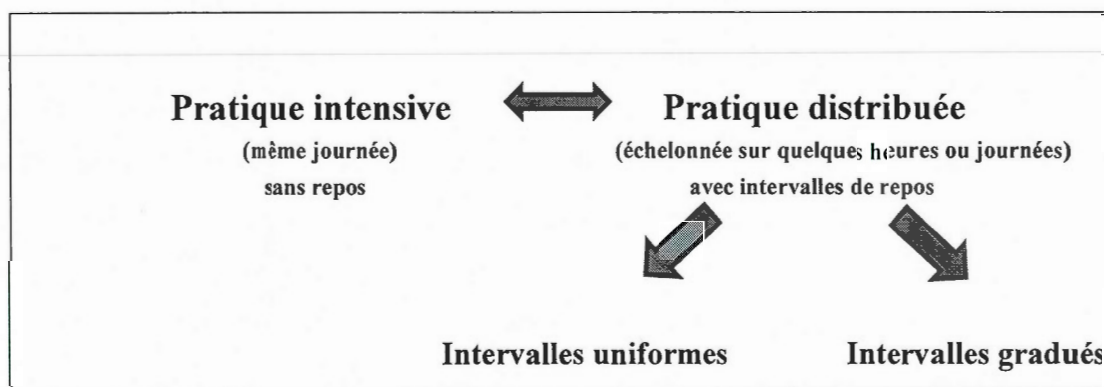 Pratique intensive
(même journée)
sans repos
Pratique distribuée
(échelonnée sur quelques heures ou journées)
avec intervalles de repos
Intervalles uniformes
Intervalles gradués